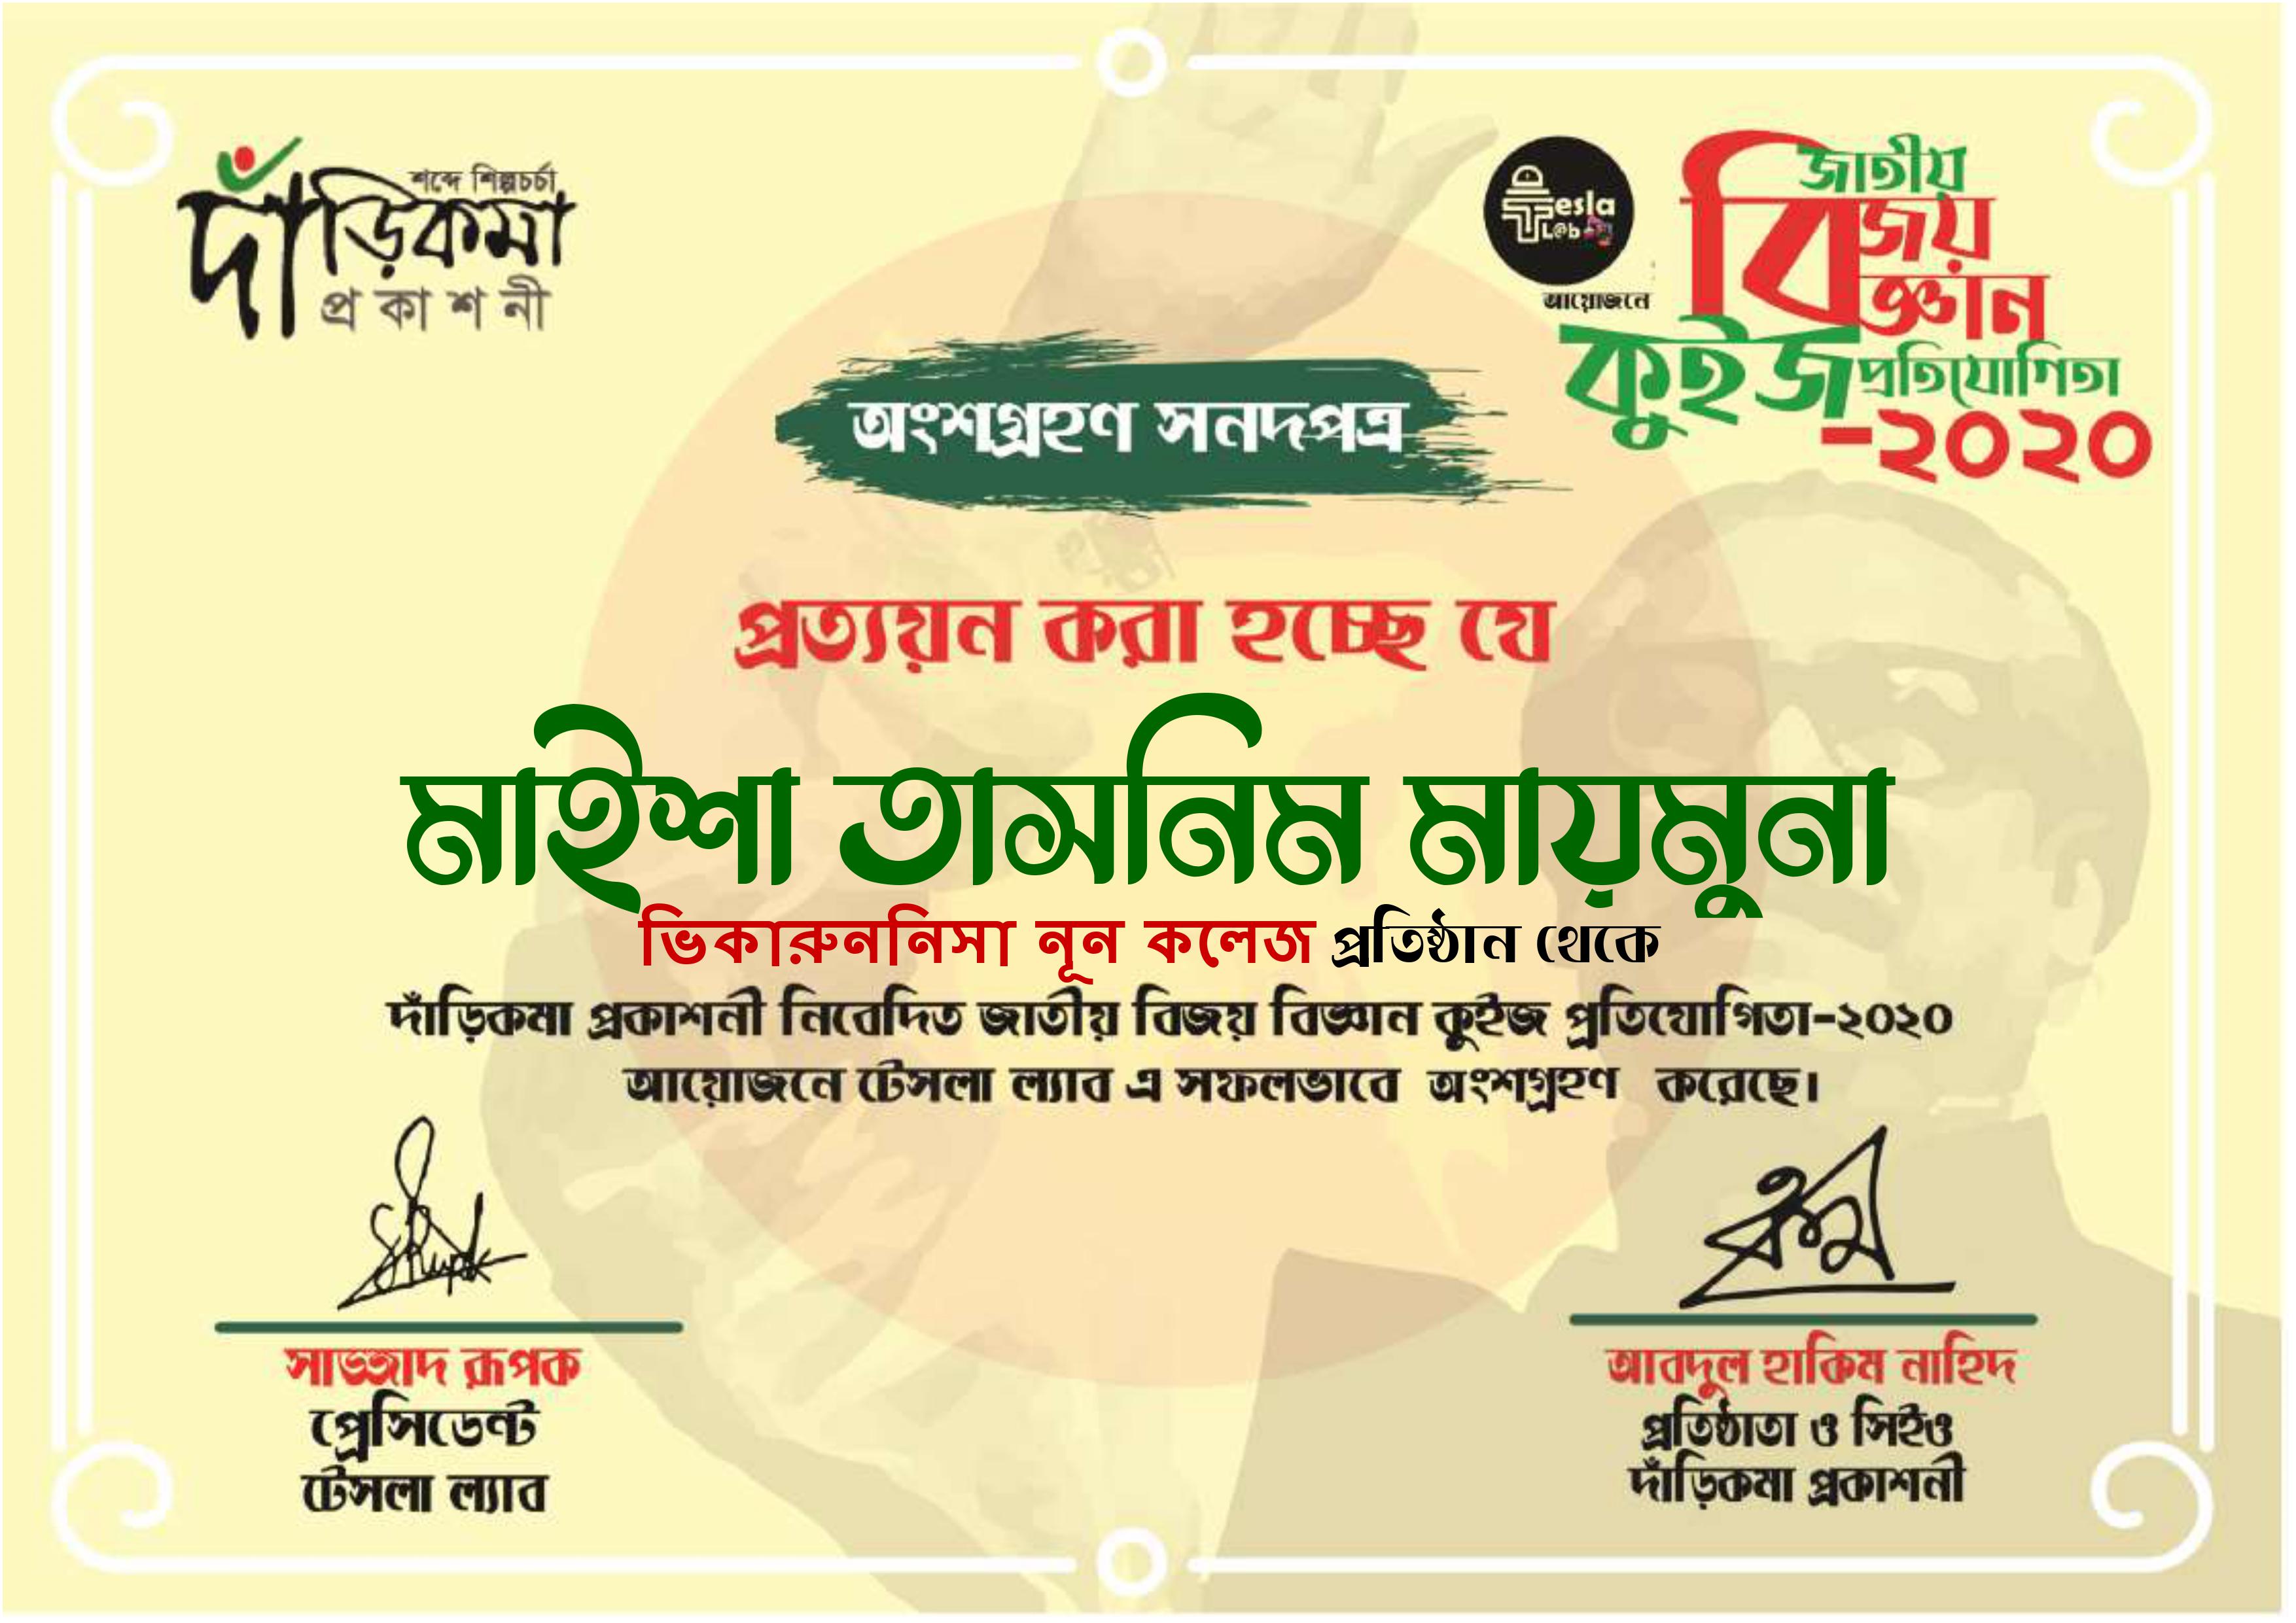 শব্দে শিল্পচর্চা
দাঁড়িকমা
প্রকাশনী
Tesla
L@b
আয়োজনে
জাতীয়
বিজয়
বিজ্ঞান
কুইজ প্রতিযোগিতা
-২০২০
অংশগ্রহণ সনদপত্র
প্রত্যয়ন করা হচ্ছে যে
মাইশা তাসনিম মায়মুনা
ভিকারুননিসা নূন কলেজ প্রতিষ্ঠান থেকে
দাঁড়িকমা প্রকাশনী নিবেদিত জাতীয় বিজয় বিজ্ঞান কুইজ প্রতিযোগিতা-২০২০
আয়োজনে টেসলা ল্যাব এ সফলভাবে অংশগ্রহণ করেছে।
সাজ্জাদ রূপক
প্রেসিডেন্ট
টেসলা ল্যাব
আবদুল হাকিম নাহিদ
প্রতিষ্ঠাতা ও সিইও
দাঁড়িকমা প্রকাশনী